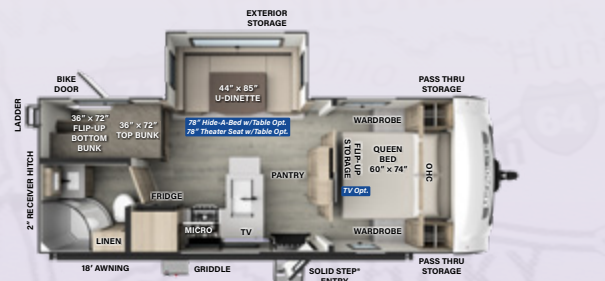 EXTERIOR
STORAGE
BIKE
DOOR
PASS THRU
STORAGE
LADDER
44" x 85"
U-DINETTE
36" x 72"
FLIP-UP
BOTTOM
BUNK
36" x 72"
TOP BUNK
78" Hide-A-Bed w/Table Opt.
78" Theater Seat w/Table Opt.
WARDROBE
FLIP-UP
STORAGE
QUEEN
BED
60" x 74"
OHC
TV Opt.
PANTRY
2" RECEIVER HITCH
FRIDGE
MICRO
TV
LINEN
WARDROBE
18' AWNING
GRIDDLE
SOLID STEP®
ENTRY
PASS THRU
STORAGE